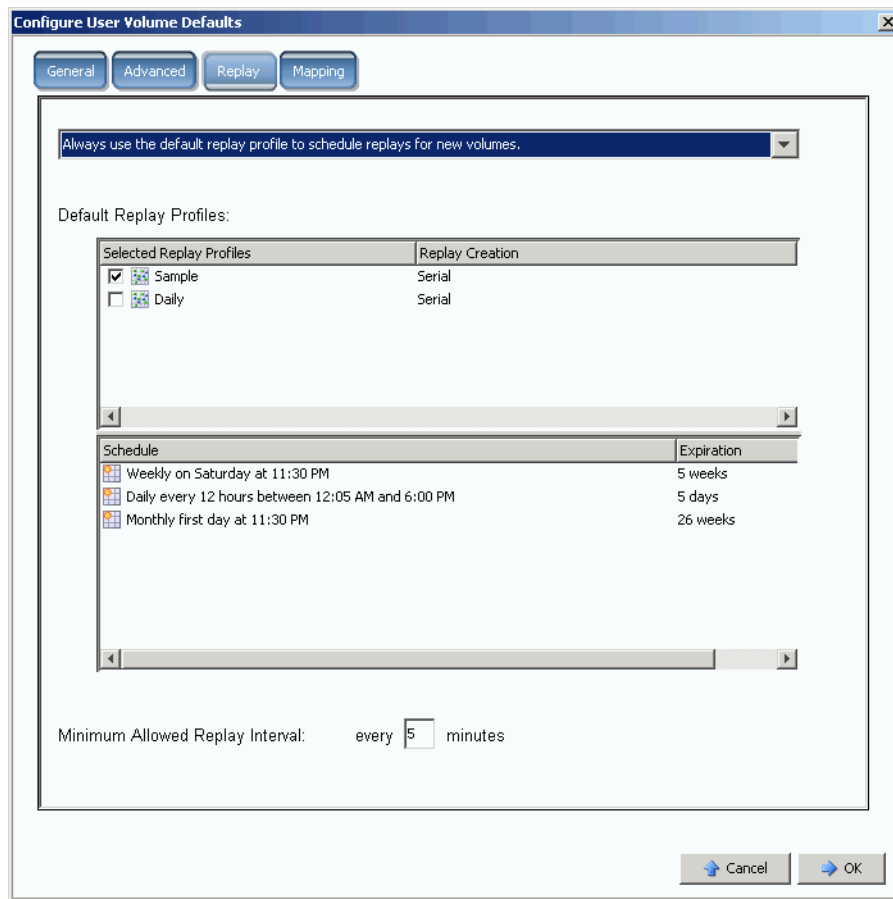 Configure User Volume Defaults
General Advanced Replay Mapping
Always use the default replay profile to schedule replays for new volumes.
Default Replay Profiles:
Selected Replay Profiles Replay Creation
Sample Serial
Daily Serial
Schedule Expiration
Weekly on Saturday at 11:30 PM 5 weeks
Daily every 12 hours between 12:05 AM and 6:00 PM 5 days
Monthly first day at 11:30 PM 26 weeks
Minimum Allowed Replay Interval: every 5 minutes
Cancel OK